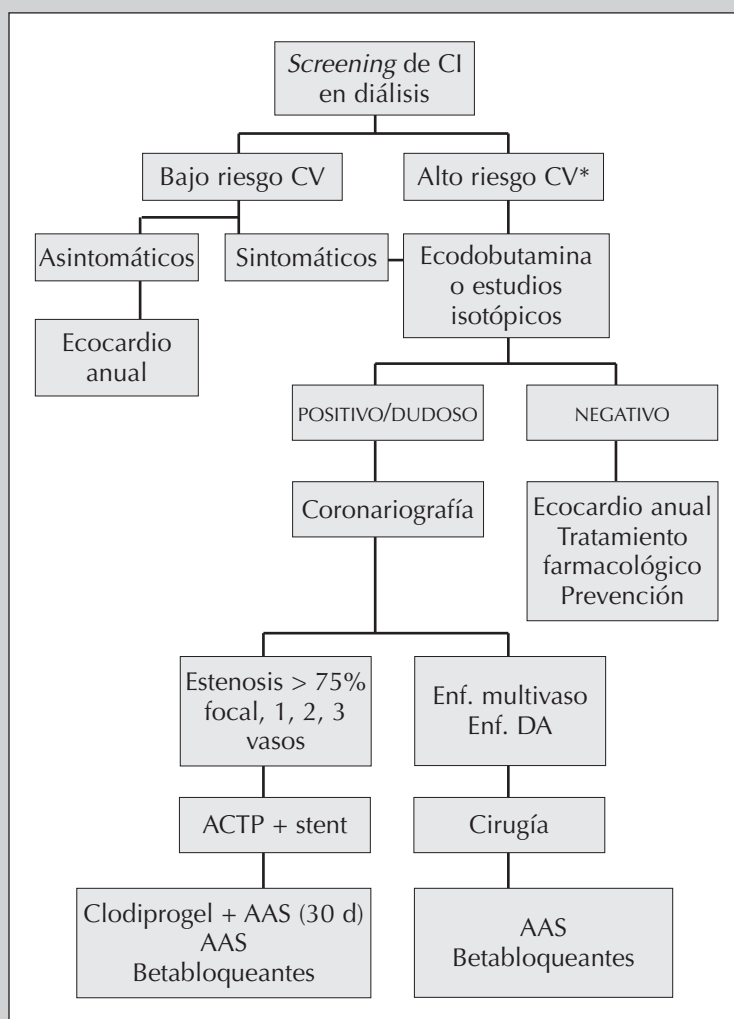 Screening de CI
en diálisis
Bajo riesgo CV
Alto riesgo CV*
Asintomáticos
Sintomáticos
Ecodobutamina
o estudios
isotópicos
Ecocardio
anual
POSITIVO/DUDOSO
NEGATIVO
Coronariografía
Ecocardio anual
Tratamiento
farmacológico
Prevención
Estenosis > 75%
focal, 1, 2, 3
vasos
Enf. multivaso
Enf. DA
ACTP + stent
Cirugía
Clodiprogel + AAS (30 d)
AAS
Betabloqueantes
AAS
Betabloqueantes